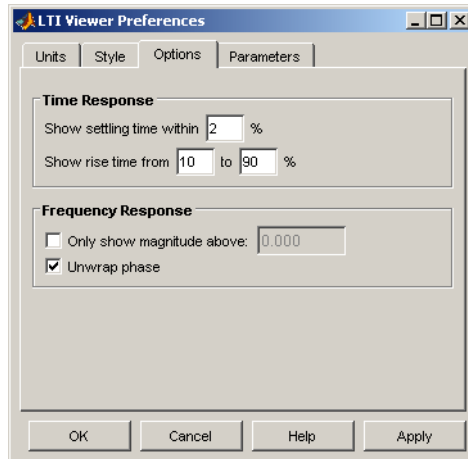 LTI Viewer Preferences
Units Style Options Parameters
Time Response
Show settling time within 2 %
Show rise time from 10 to 90 %
Frequency Response
Only show magnitude above: 0.000
Unwrap phase
OK Cancel Help Apply